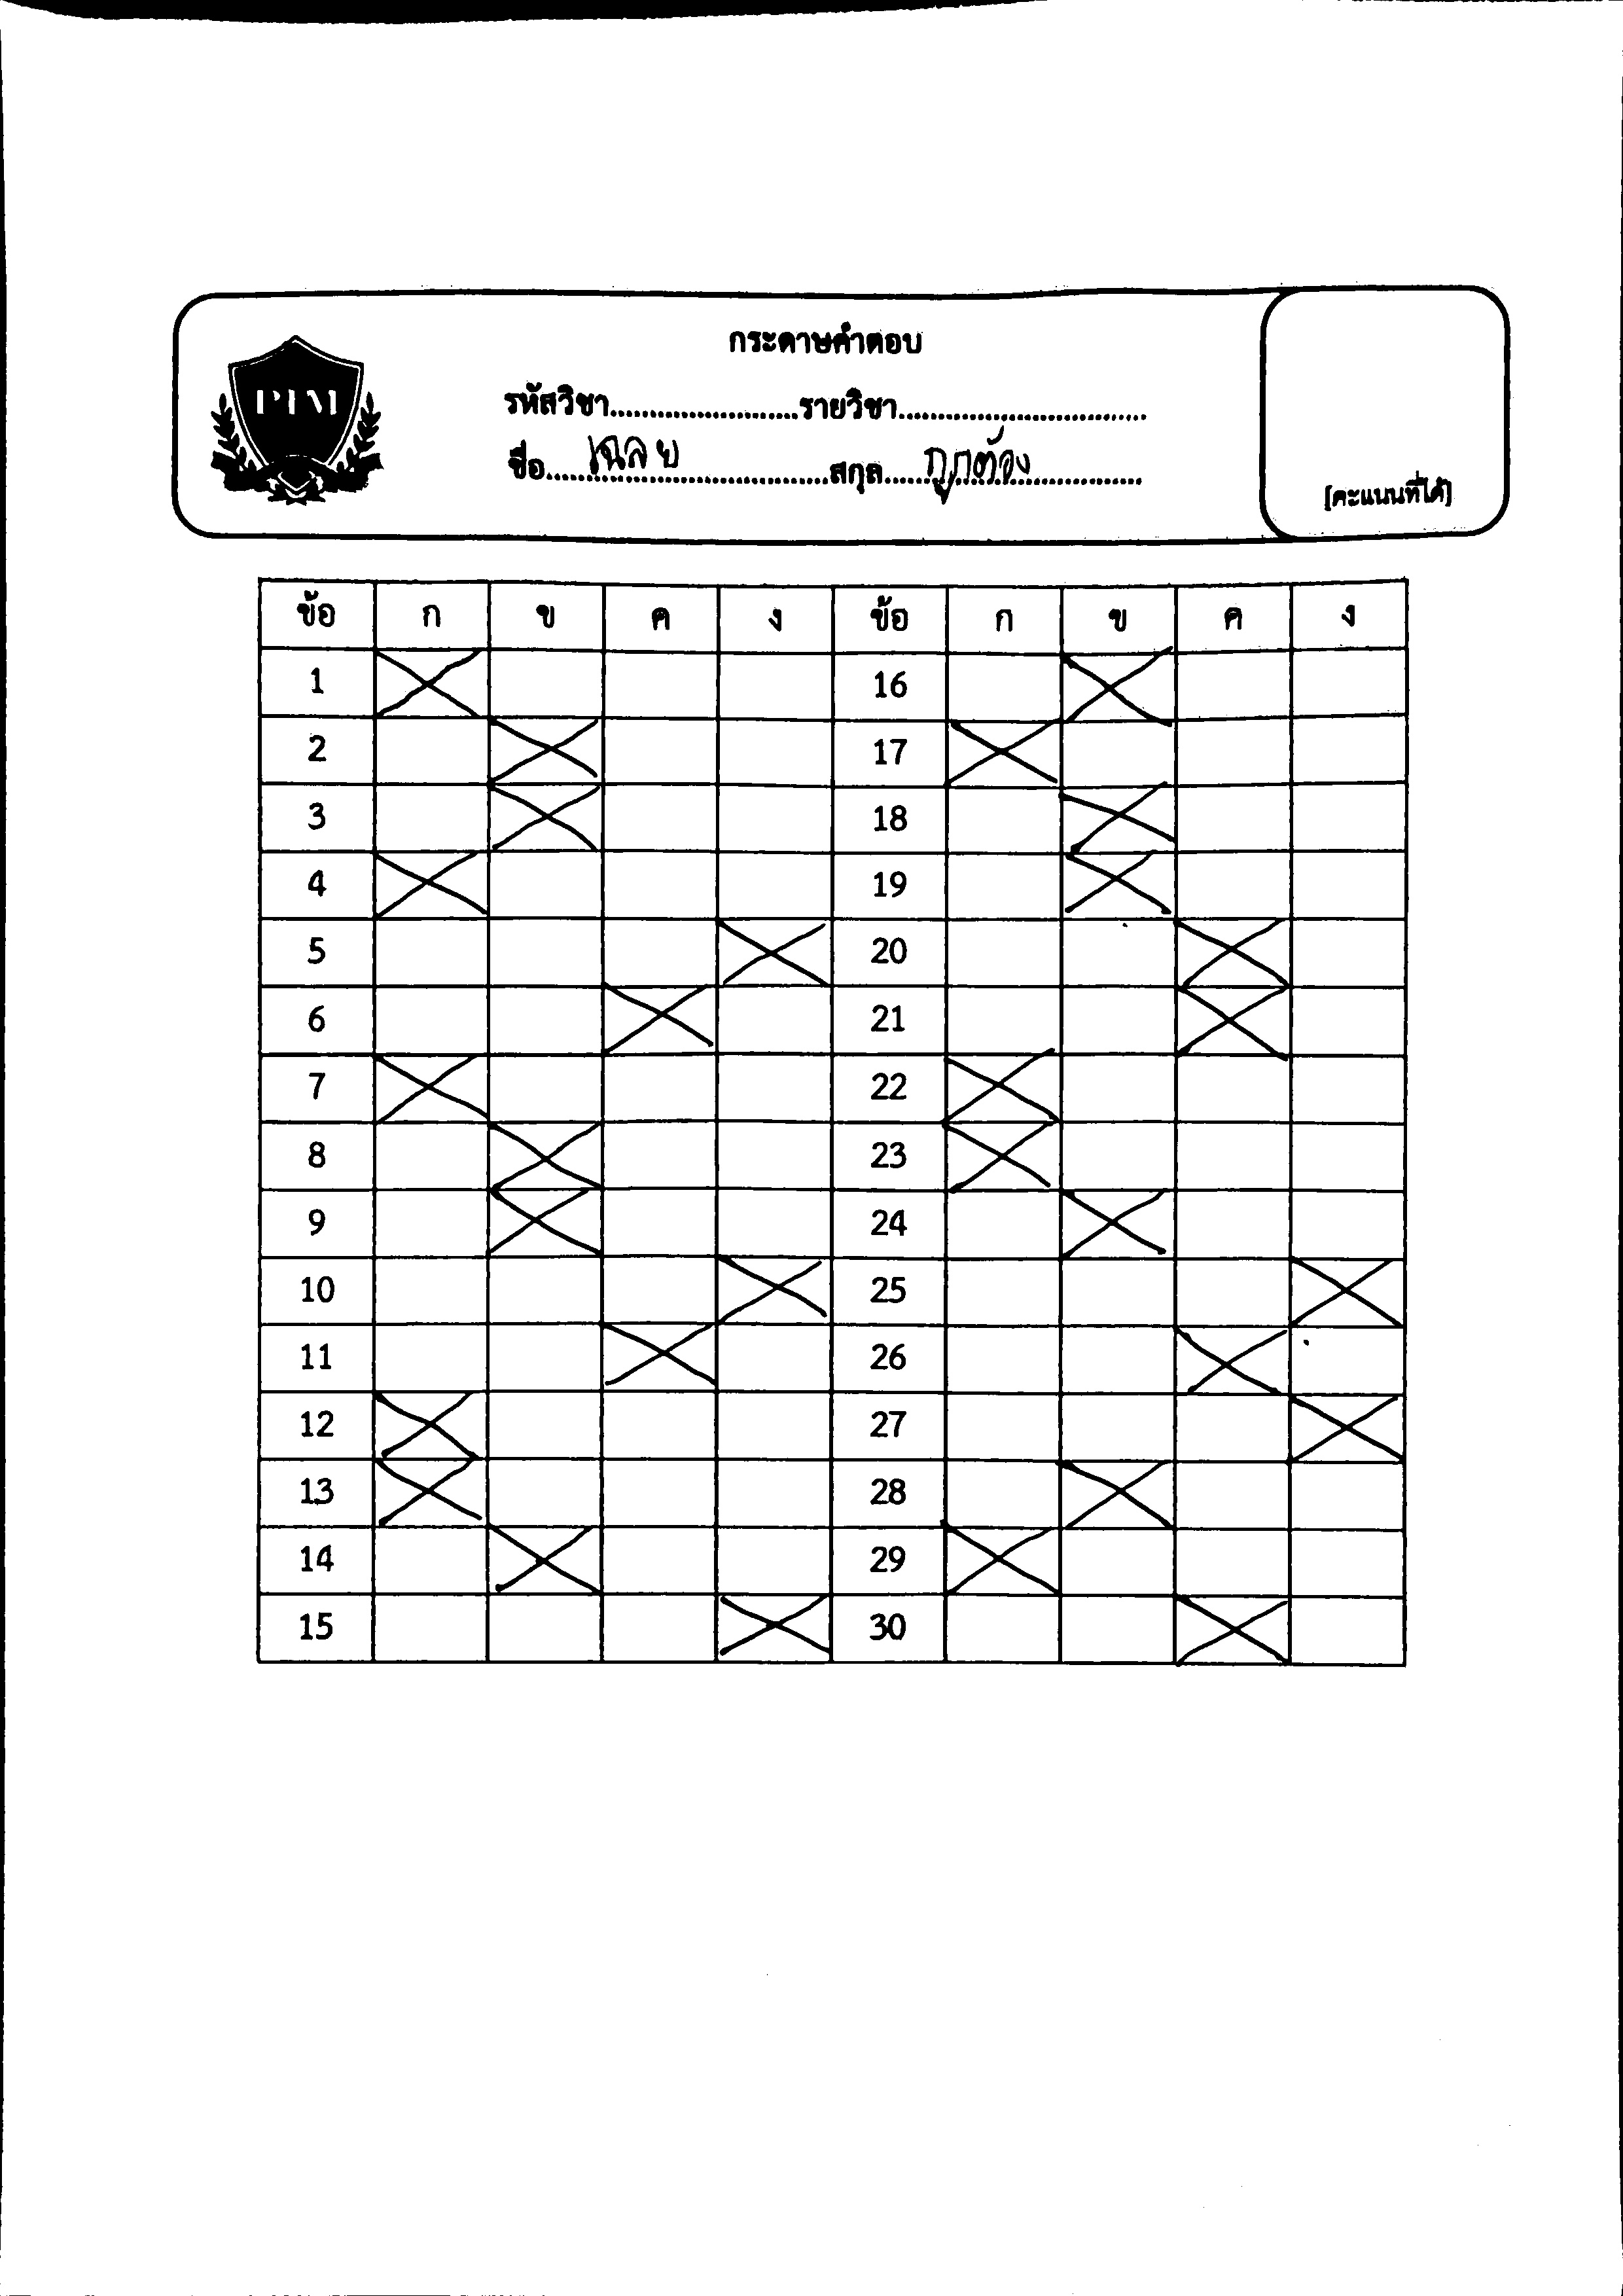 PIM
กระดาษคำตอบ
รหัสวิชา........................รายวิชา................................
ชื่อ.....เฉลย....................สกุล......ถูกต้อง..............
[คะแนนที่ได้]
ข้อ ก ข ค ง ข้อ ก ข ค ง
1 X 16 X
2 X 17 X
3 X 18 X
4 X 19 X
5 X 20 X
6 X 21 X
7 X 22 X
8 X 23 X
9 X 24 X
10 X 25 X
11 X 26 X
12 X 27 X
13 X 28 X
14 X 29 X
15 X 30 X